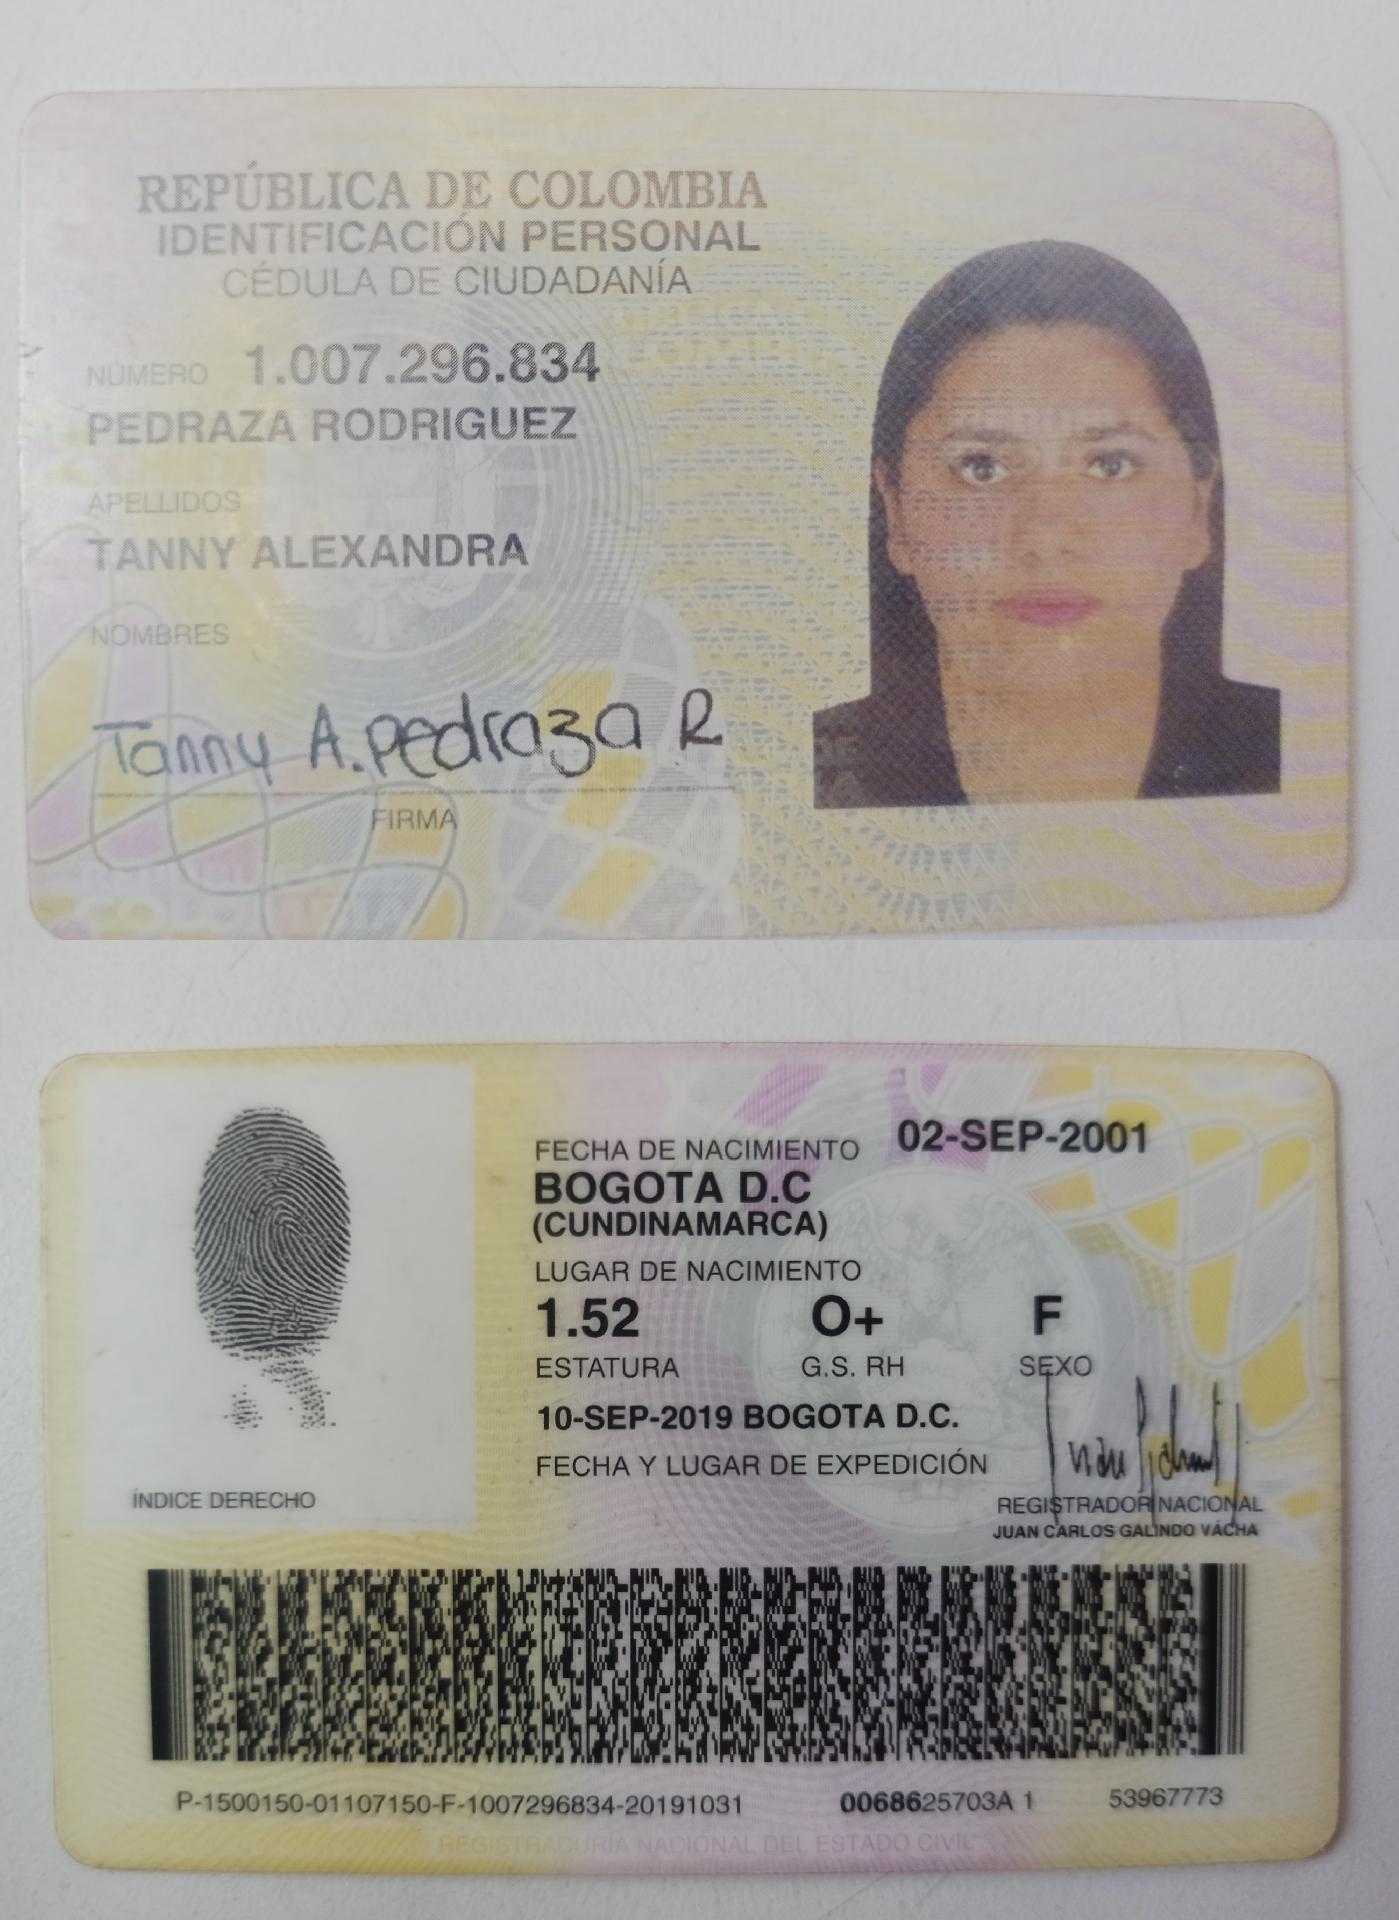 REPÚBLICA DE COLOMBIA
IDENTIFICACIÓN PERSONAL
CÉDULA DE CIUDADANÍA
NÚMERO 1.007.296.834
PEDRAZA RODRIGUEZ
APELLIDOS
TANNY ALEXANDRA
NOMBRES
Tanny A. pedraza R
FIRMA
FECHA DE NACIMIENTO 02-SEP-2001
BOGOTA D.C
(CUNDINAMARCA)
LUGAR DE NACIMIENTO
1.52 O+ F
ESTATURA G.S. RH SEXO
10-SEP-2019 BOGOTA D.C.
FECHA Y LUGAR DE EXPEDICIÓN
ÍNDICE DERECHO
REGISTRADOR NACIONAL
JUAN CARLOS GALINDO VÁCHA
P-1500150-01107150-F-1007296834-20191031 0068625703A 1 53967773
REGISTRADURÍA NACIONAL DEL ESTADO CIVIL